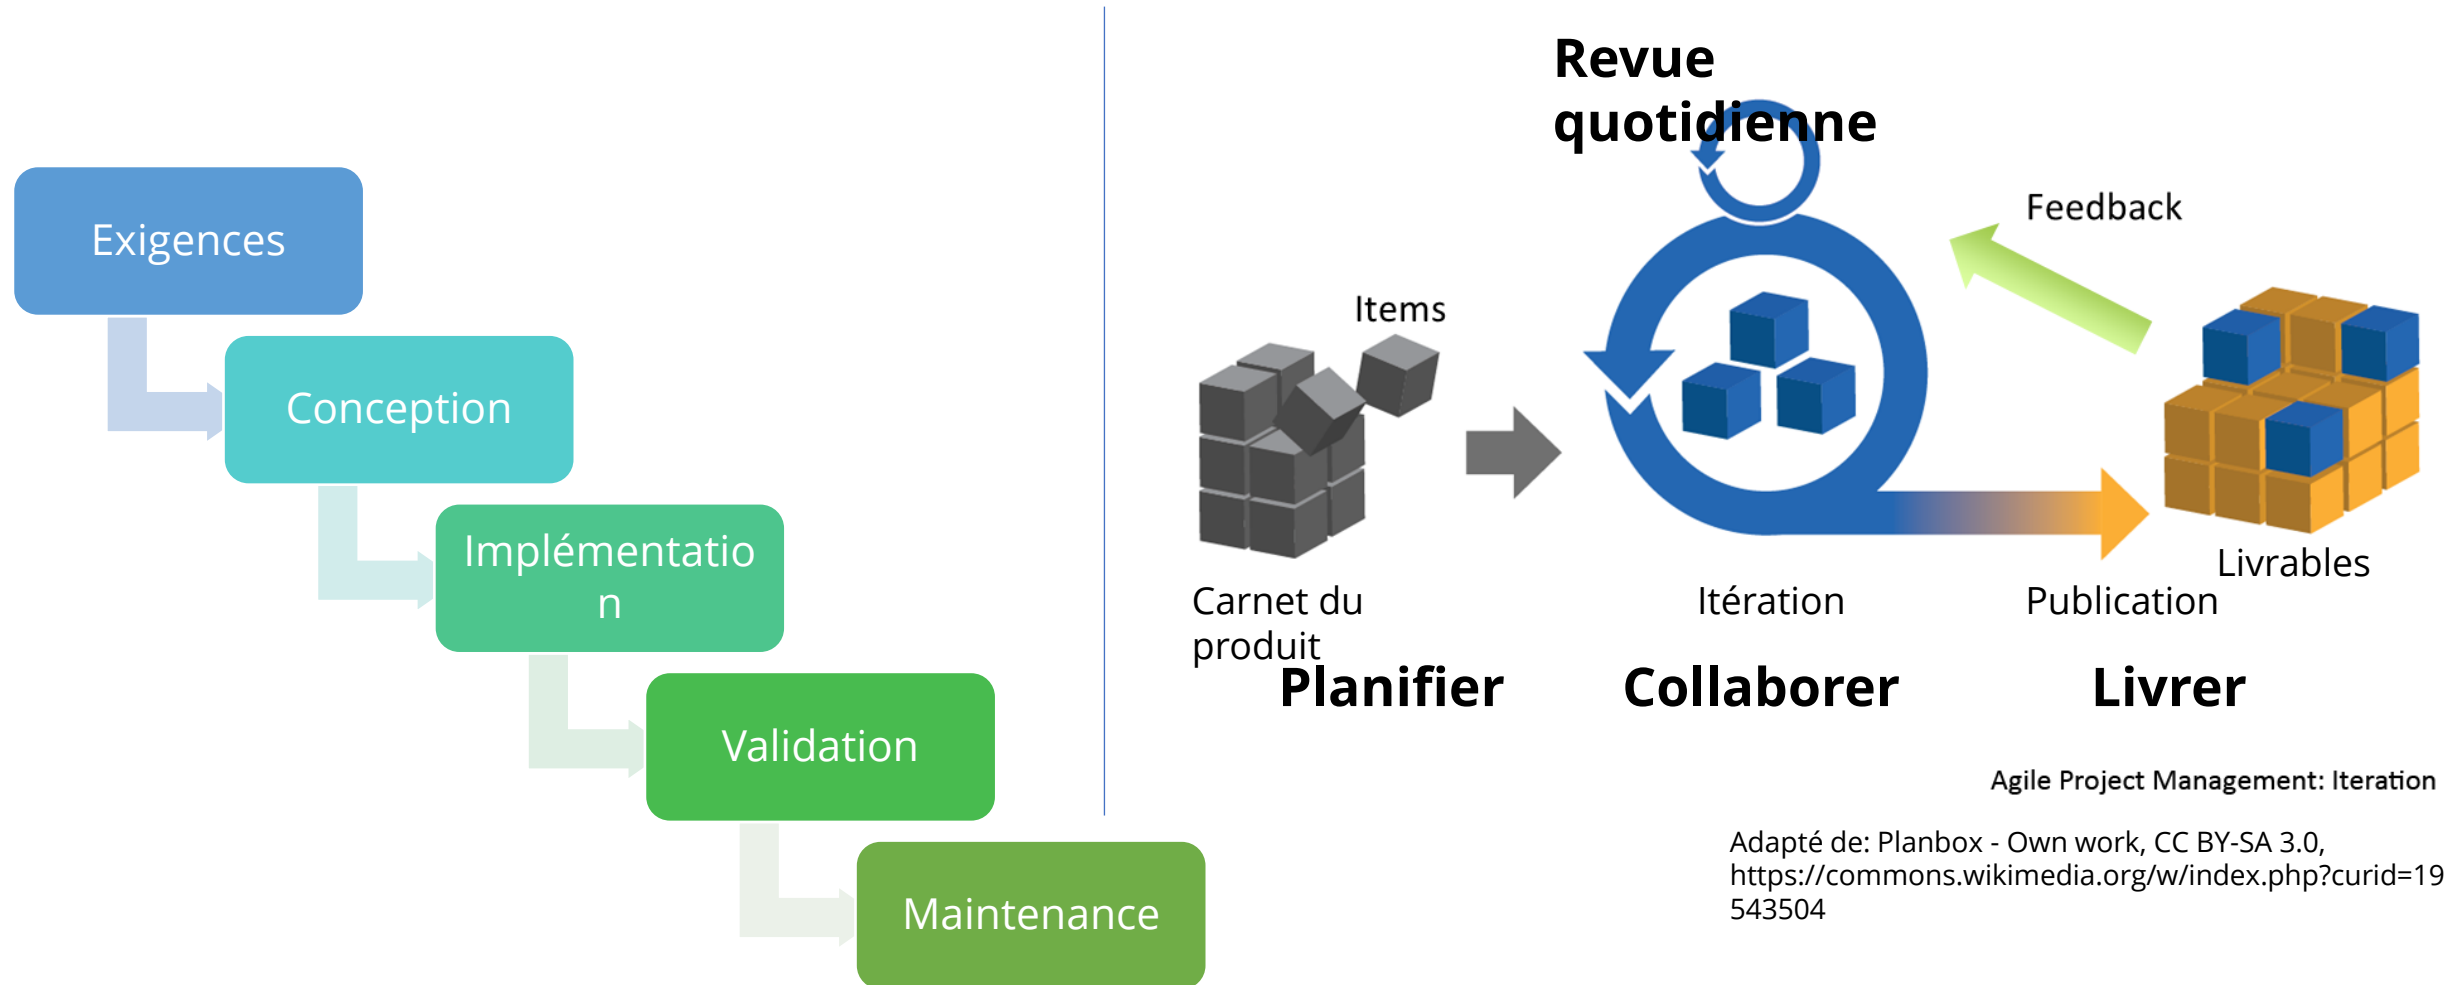 Exigences
Conception
Implémentatio
n
Validation
Maintenance
Revue
quotidienne
Feedback
Items
Livrables
Carnet du
produit
Itération
Publication
Planifier
Collaborer
Livrer
Agile Project Management: Iteration
Adapté de: Planbox - Own work, CC BY-SA 3.0,
https://commons.wikimedia.org/w/index.php?curid=19
543504